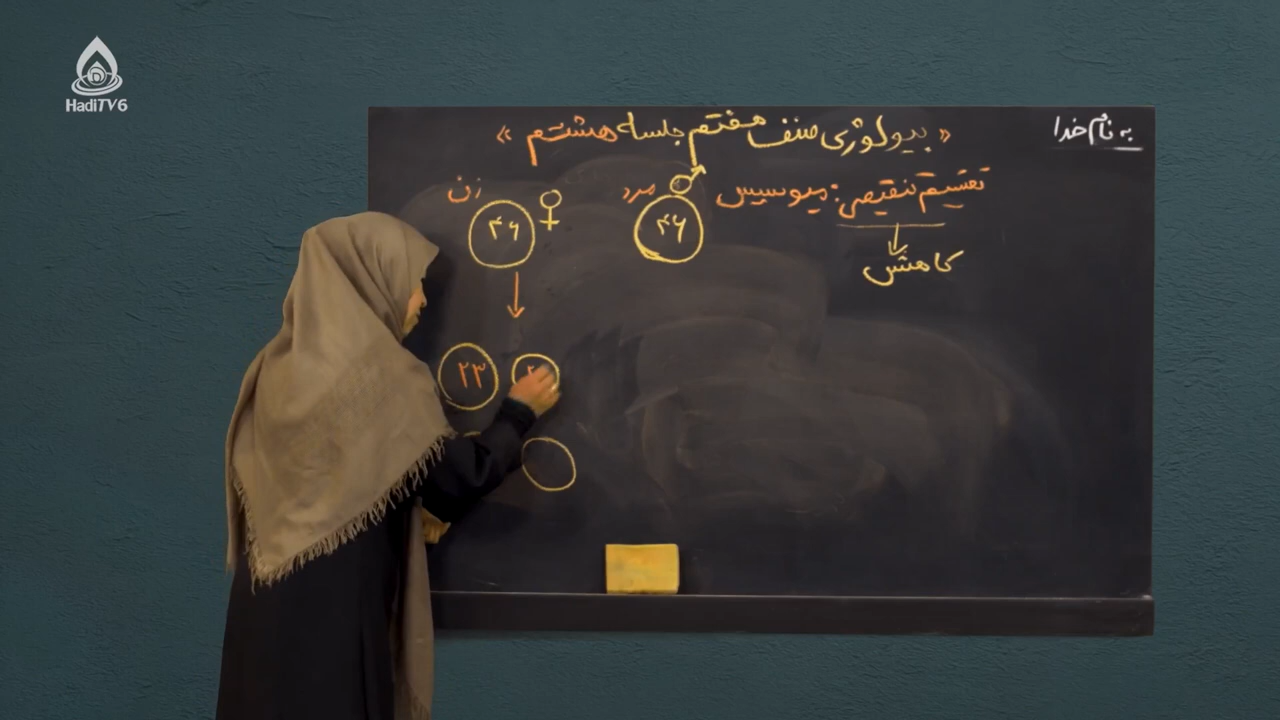 به نام خدا
« بیولوژی صنف هفتم جلسه هشتم »
تقسیم تنقیصی: میوسیس
کاهش
مرد ♂
۴۶
زن
♀
۴۶
۲۳
HadiTV6